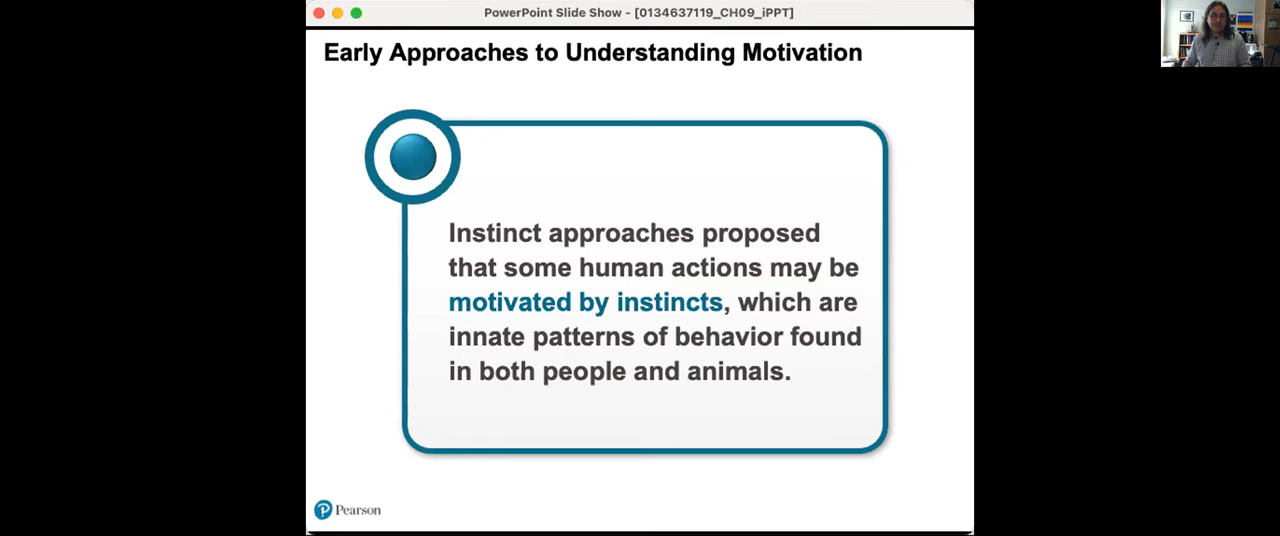 PowerPoint Slide Show - [0134637119_CH09_iPPT]
Early Approaches to Understanding Motivation
Instinct approaches proposed
that some human actions may be
motivated by instincts, which are
innate patterns of behavior found
in both people and animals.
P Pearson